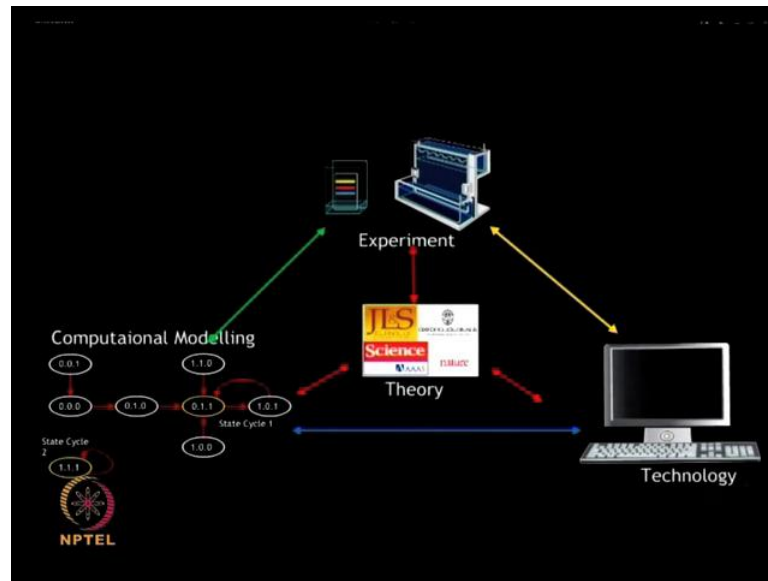 Experiment
Computaional Modelling
0.0.1
1.1.0
0.0.0
0.1.0
0.1.1
1.0.1
State Cycle 1
1.0.0
State Cycle
2
1.1.1
NPTEL
JLS
Science
AAAS
nature
Theory
Technology